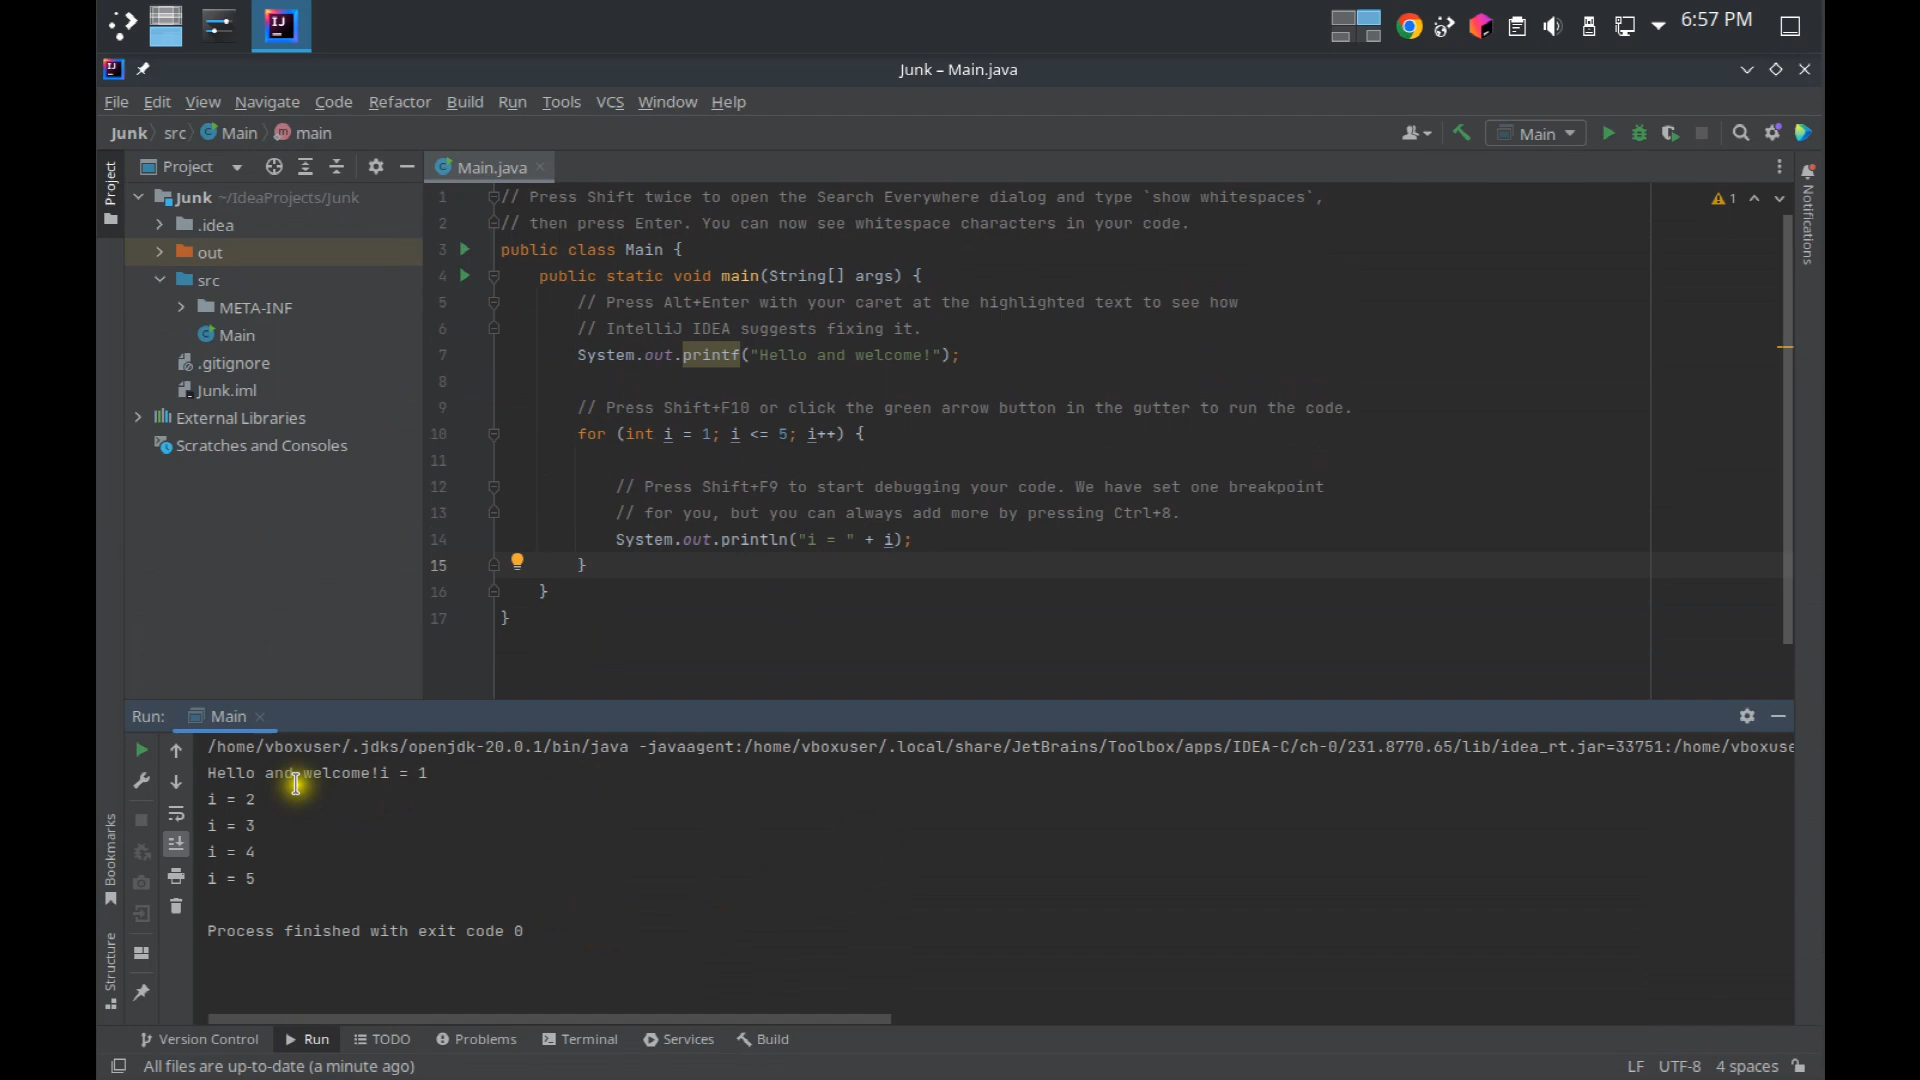 6:57 PM
IJ
Junk – Main.java
File Edit View Navigate Code Refactor Build Run Tools VCS Window Help
Junk src Main m main
Main
Project
Main.java
Project
Junk ~/IdeaProjects/Junk
.idea
out
src
META-INF
Main
.gitignore
Junk.iml
External Libraries
Scratches and Consoles
1 // Press Shift twice to open the Search Everywhere dialog and type `show whitespaces`,
2 // then press Enter. You can now see whitespace characters in your code.
3 public class Main {
4 public static void main(String[] args) {
5 // Press Alt+Enter with your caret at the highlighted text to see how
6 // IntelliJ IDEA suggests fixing it.
7 System.out.printf("Hello and welcome!");
8
9 // Press Shift+F10 or click the green arrow button in the gutter to run the code.
10 for (int i = 1; i <= 5; i++) {
11
12 // Press Shift+F9 to start debugging your code. We have set one breakpoint
13 // for you, but you can always add more by pressing Ctrl+8.
14 System.out.println("i = " + i);
15 }
16 }
17 }
1
Notifications
Run: Main
/home/vboxuser/.jdks/openjdk-20.0.1/bin/java -javaagent:/home/vboxuser/.local/share/JetBrains/Toolbox/apps/IDEA-C/ch-0/231.8770.65/lib/idea_rt.jar=33751:/home/vboxuse
Hello and welcome!i = 1
i = 2
i = 3
i = 4
i = 5
Process finished with exit code 0
Bookmarks
Structure
Version Control Run TODO Problems Terminal Services Build
All files are up-to-date (a minute ago)
LF UTF-8 4 spaces